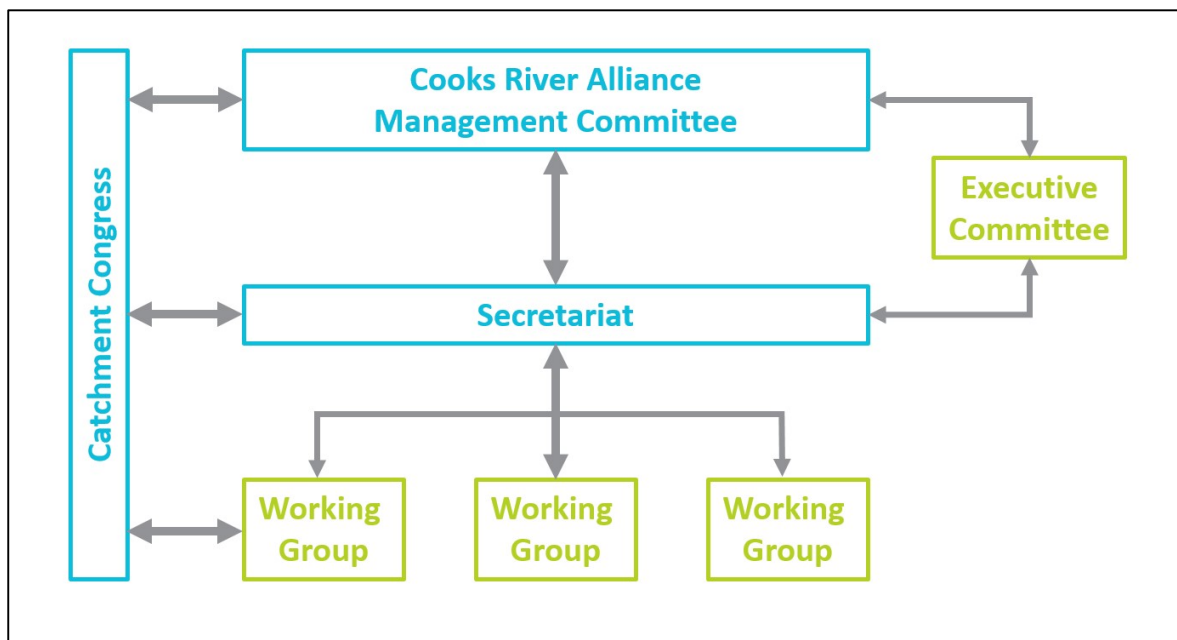 Cooks River Alliance
Management Committee
Catchment Congress
Executive
Committee
Secretariat
Working
Group
Working
Group
Working
Group